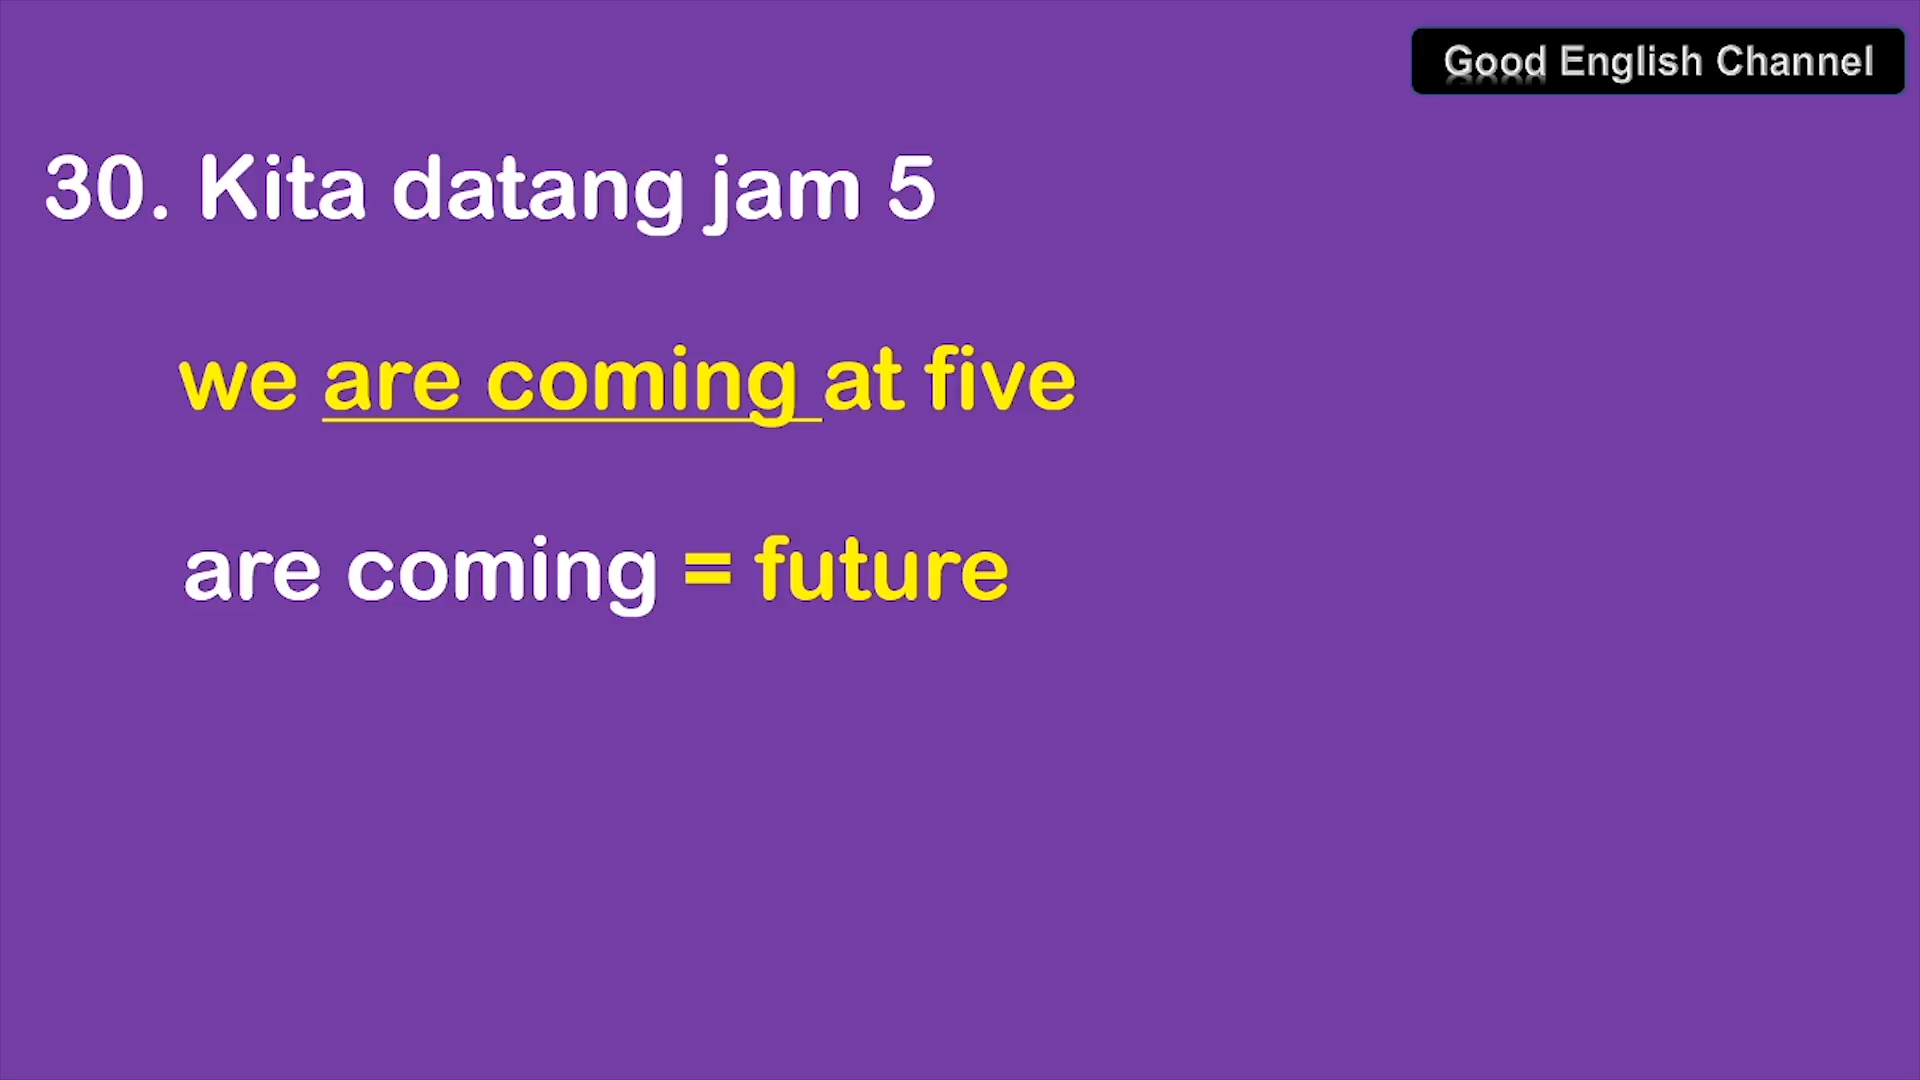 Good English Channel
30. Kita datang jam 5
we are coming at five
are coming = future